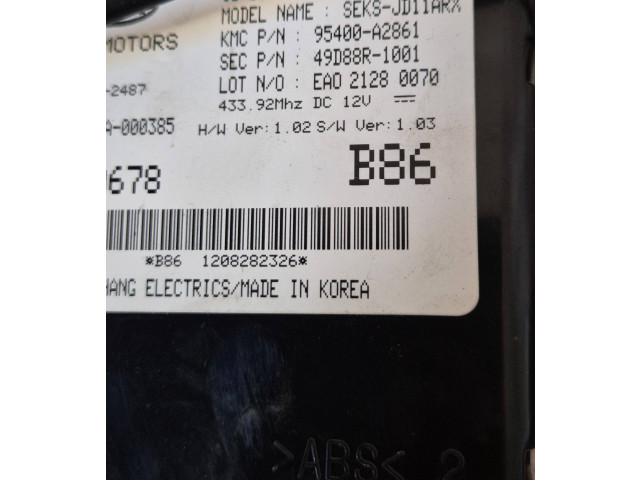 MODEL NAME : SEKS-JD11ARX
MOTORS KMC P/N : 95400-A2861
SEC P/N : 49D88R-1001
-2487 LOT N/O : EAO 2128 0070
433.92Mhz DC 12V
A-000385 H/W Ver:1.02 S/W Ver:1.03
678 B86
*B86 1208282326*
HANG ELECTRICS/MADE IN KOREA
>ABS< 2